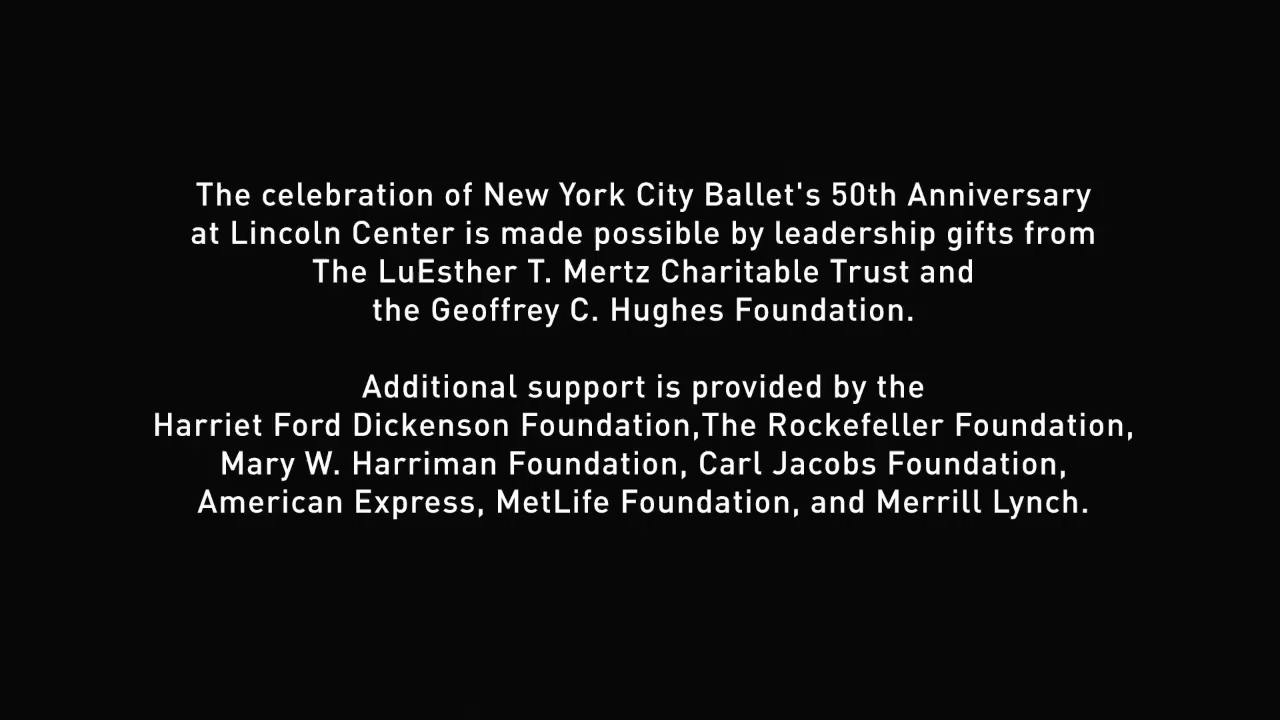 The celebration of New York City Ballet's 50th Anniversary
at Lincoln Center is made possible by leadership gifts from
The LuEsther T. Mertz Charitable Trust and
the Geoffrey C. Hughes Foundation.
Additional support is provided by the
Harriet Ford Dickenson Foundation,The Rockefeller Foundation,
Mary W. Harriman Foundation, Carl Jacobs Foundation,
American Express, MetLife Foundation, and Merrill Lynch.